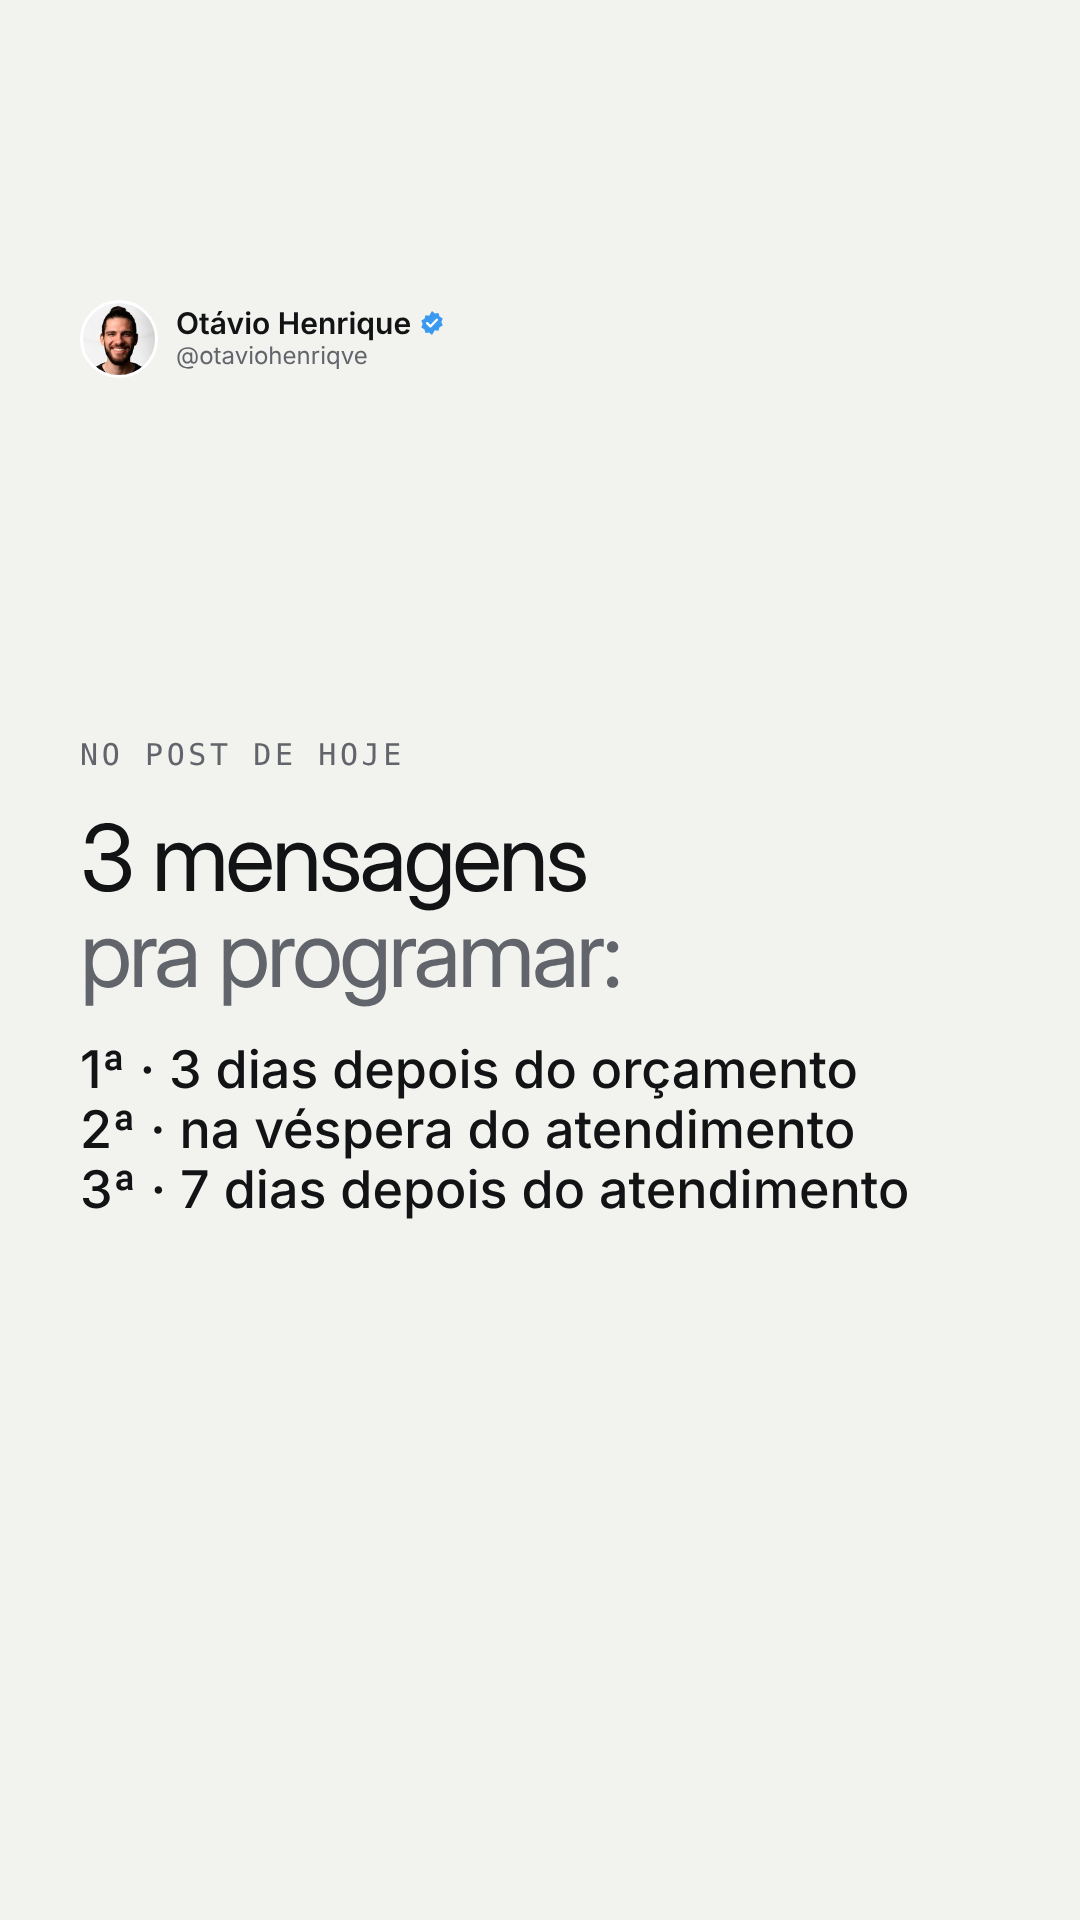 Otávio Henrique
@otaviohenriqve
NO POST DE HOJE
3 mensagens
pra programar:
1ª · 3 dias depois do orçamento
2ª · na véspera do atendimento
3ª · 7 dias depois do atendimento